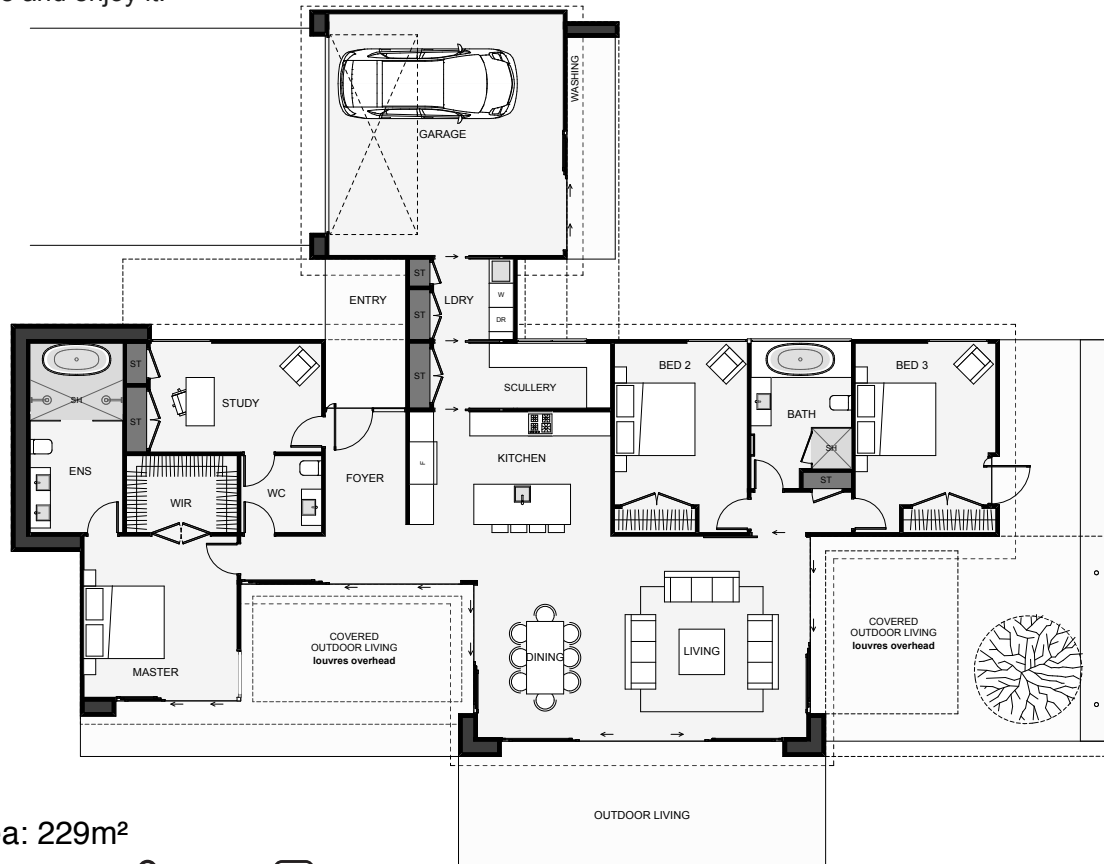 and enjoy it.
WASHING
GARAGE
ST
ENTRY
LDRY
W
ST
DR
ST
ST
SCULLERY
BED 2
BED 3
SH
STUDY
ST
BATH
SH
ST
F
KITCHEN
ENS
WIR
WC
FOYER
COVERED
OUTDOOR LIVING
louvres overhead
COVERED
OUTDOOR LIVING
louvres overhead
DINING
LIVING
MASTER
OUTDOOR LIVING
a: 229m²